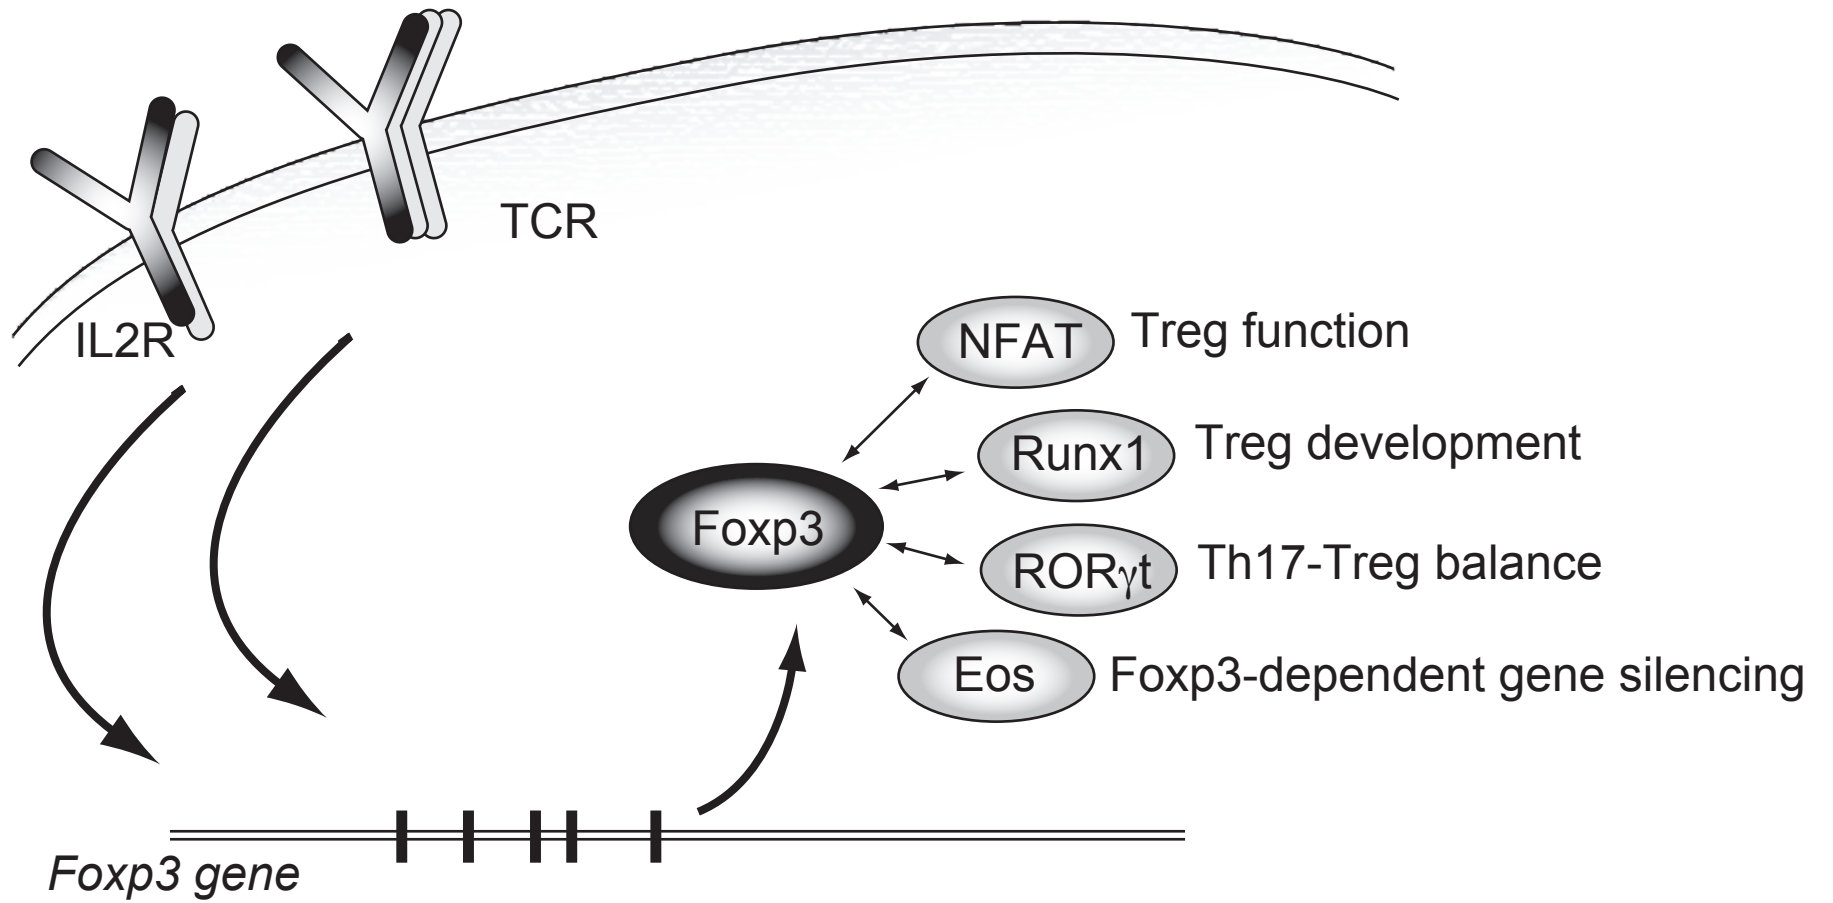 TCR
IL2R
NFAT Treg function
Runx1 Treg development
Foxp3
RORγt Th17-Treg balance
Eos Foxp3-dependent gene silencing
Foxp3 gene